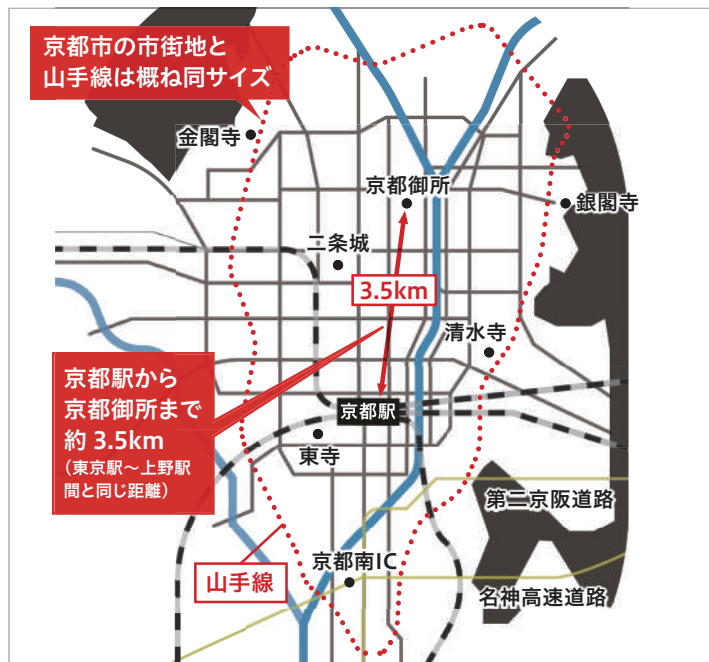 京都市の市街地と
山手線は概ね同サイズ
金閣寺
京都御所
銀閣寺
二条城
3.5km
清水寺
京都駅から
京都御所まで
約 3.5km
（東京駅～上野駅
間と同じ距離）
京都駅
東寺
第二京阪道路
京都南IC
山手線
名神高速道路